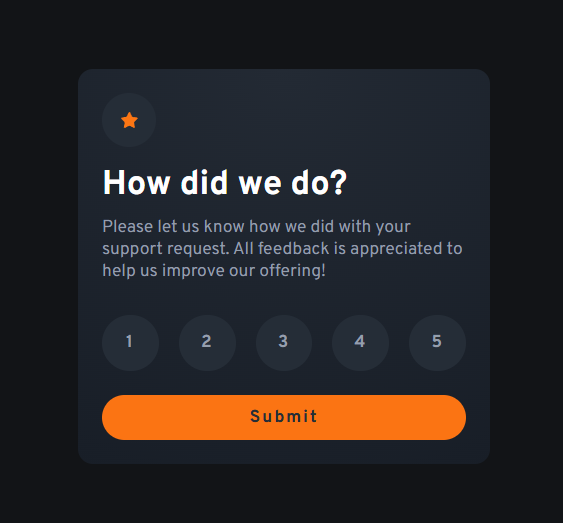 How did we do?
Please let us know how we did with your
support request. All feedback is appreciated to
help us improve our offering!
1 2 3 4 5
Submit